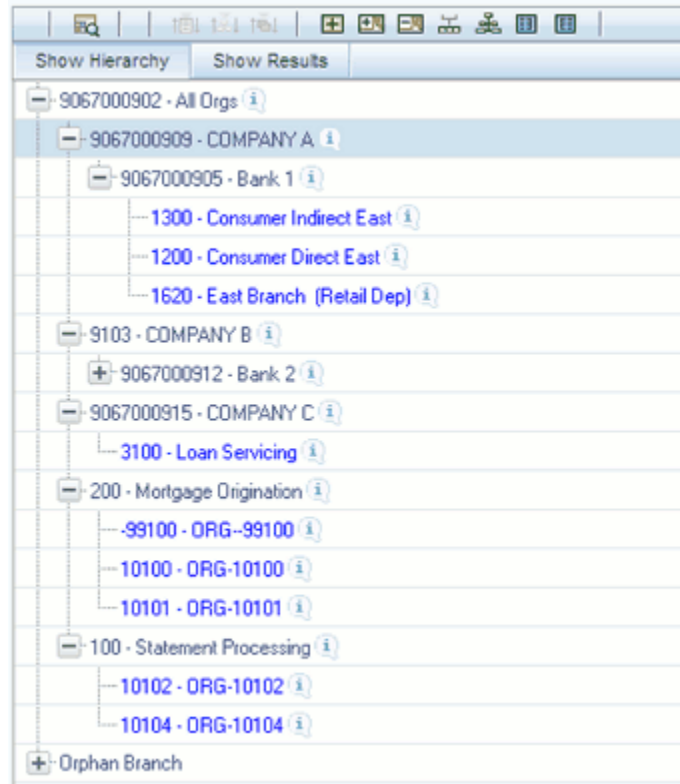 Show Hierarchy Show Results
9067000902 - All Orgs
9067000909 - COMPANY A
9067000905 - Bank 1
1300 - Consumer Indirect East
1200 - Consumer Direct East
1620 - East Branch (Retail Dep)
9103 - COMPANY B
9067000912 - Bank 2
9067000915 - COMPANY C
3100 - Loan Servicing
200 - Mortgage Origination
-99100 - ORG--99100
10100 - ORG-10100
10101 - ORG-10101
100 - Statement Processing
10102 - ORG-10102
10104 - ORG-10104
Orphan Branch